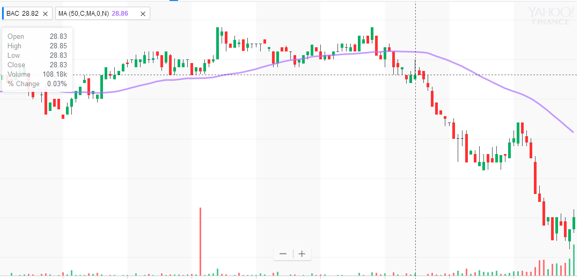 BAC 28.82 ×
MA (50,C,MA,0,N) 28.86 ×
YAHOO!
FINANCE
Open 28.83
High 28.85
Low 28.83
Close 28.83
Volume 108.18k
% Change 0.03%
− +